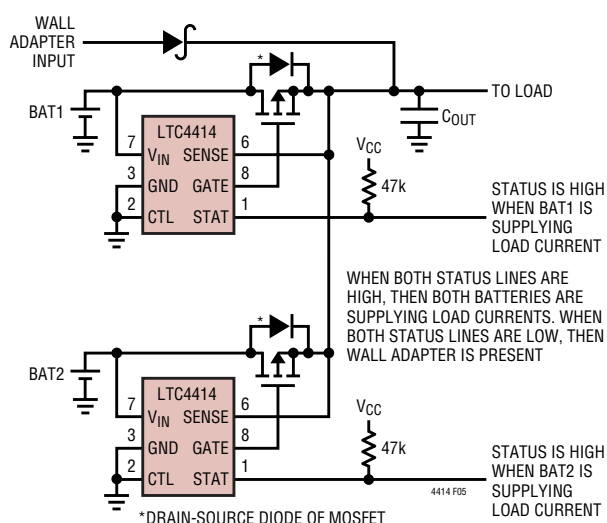 WALL
ADAPTER
INPUT
*
BAT1
TO LOAD
COUT
LTC4414
7
VIN
SENSE
6
3
GND
GATE
8
2
CTL
STAT
1
VCC
47k
STATUS IS HIGH
WHEN BAT1 IS
SUPPLYING
LOAD CURRENT
WHEN BOTH STATUS LINES ARE
HIGH, THEN BOTH BATTERIES ARE
SUPPLYING LOAD CURRENTS. WHEN
BOTH STATUS LINES ARE LOW, THEN
WALL ADAPTER IS PRESENT
*
BAT2
LTC4414
7
VIN
SENSE
6
3
GND
GATE
8
2
CTL
STAT
1
VCC
47k
4414 F05
STATUS IS HIGH
WHEN BAT2 IS
SUPPLYING
LOAD CURRENT
*DRAIN-SOURCE DIODE OF MOSFET